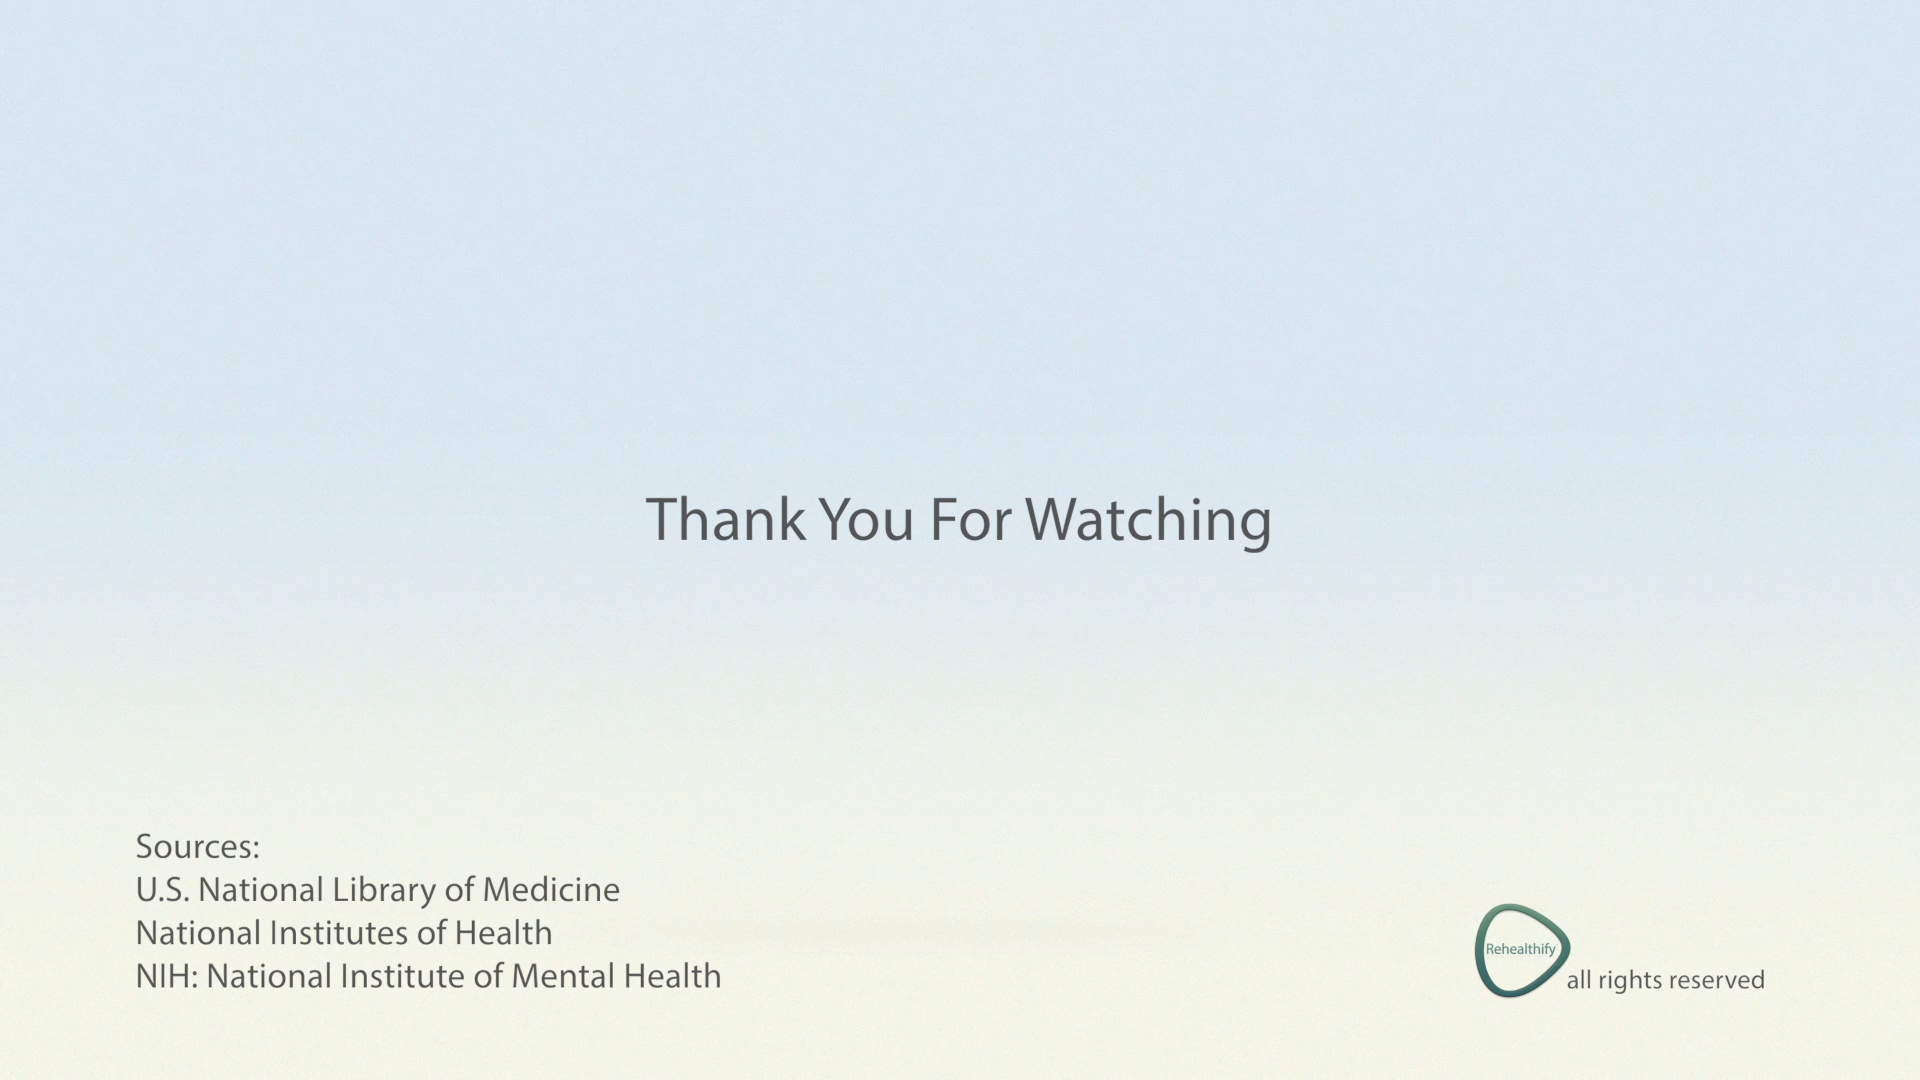 Thank You For Watching
Sources:
U.S. National Library of Medicine
National Institutes of Health
NIH: National Institute of Mental Health
Rehealthify
all rights reserved